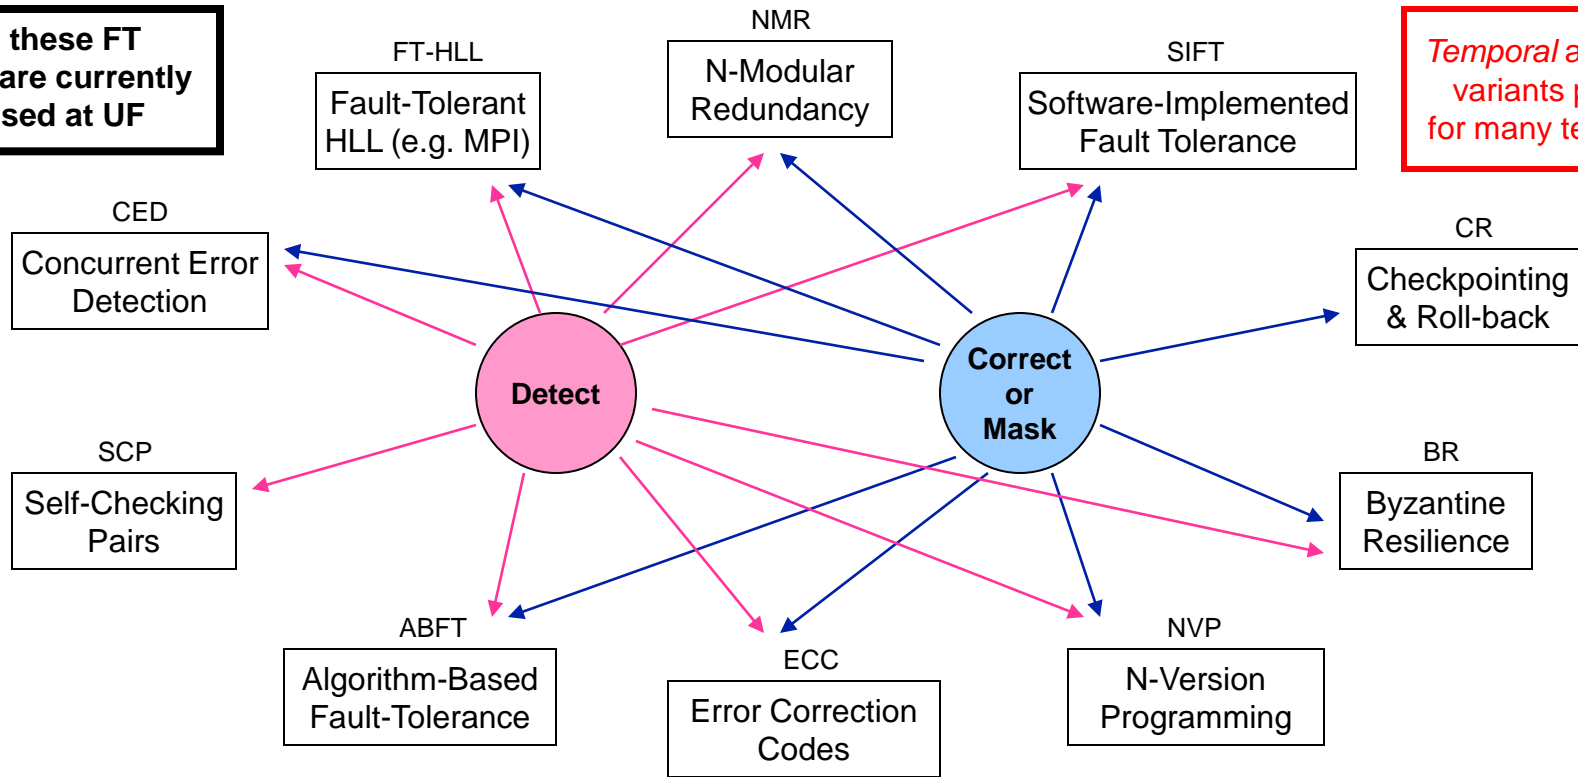 these FT
are currently
sed at UF
NMR
N-Modular
Redundancy
FT-HLL
Fault-Tolerant
HLL (e.g. MPI)
SIFT
Software-Implemented
Fault Tolerance
Temporal a
variants p
for many te
CED
Concurrent Error
Detection
CR
Checkpointing
& Roll-back
Detect
Correct
or
Mask
SCP
Self-Checking
Pairs
BR
Byzantine
Resilience
ABFT
Algorithm-Based
Fault-Tolerance
ECC
Error Correction
Codes
NVP
N-Version
Programming